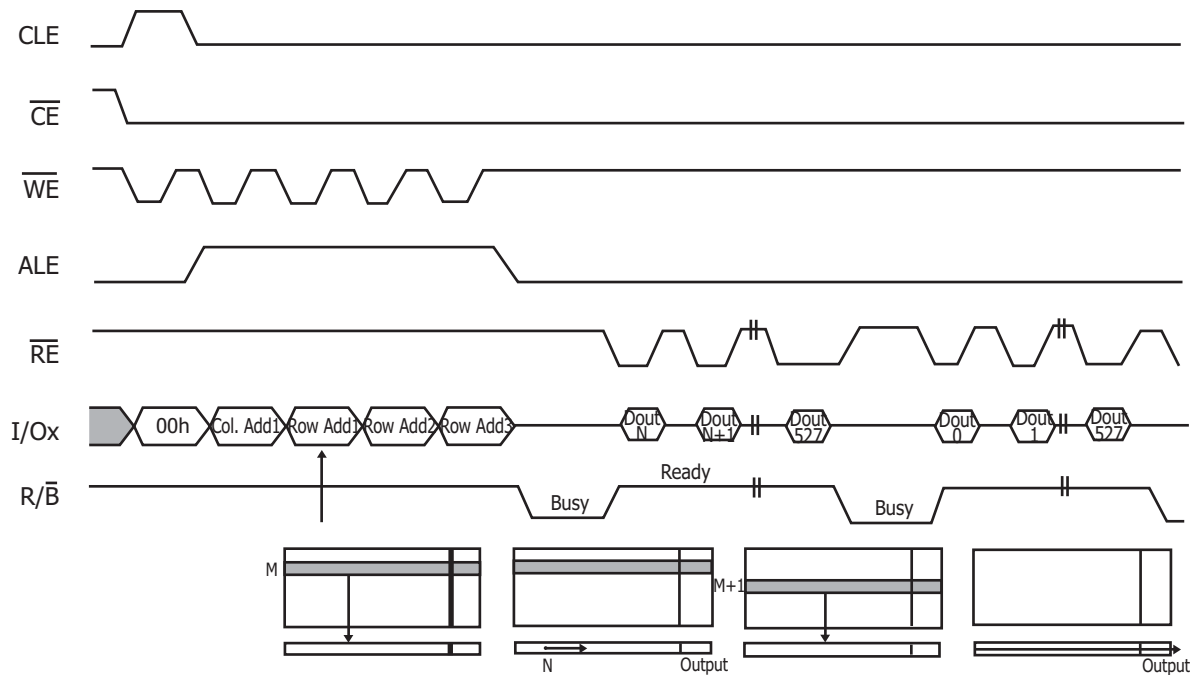 CLE
CE
WE
ALE
RE
I/Ox
00h
Col. Add1
Row Add1
Row Add2
Row Add3
Dout
N
Dout
N+1
Dout
527
Dout
0
Dout
1
Dout
527
R/B
Busy
Ready
Busy
M
M+1
N
Output
Output